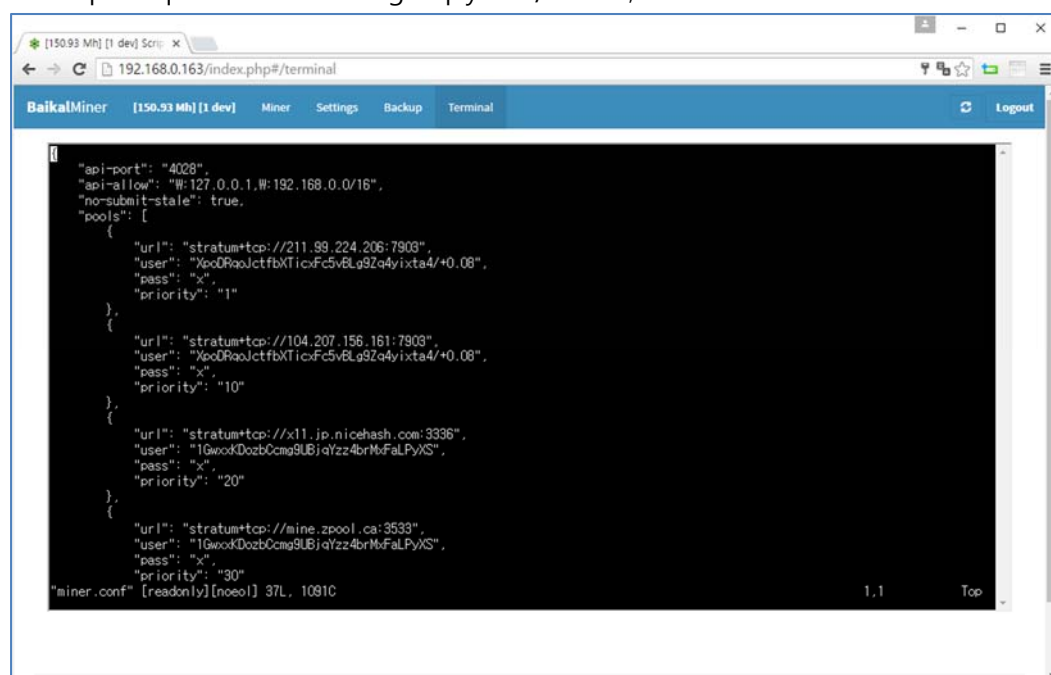 [150.93 Mh] [1 dev] Scrip
192.168.0.163/index.php#/terminal
BaikalMiner [150.93 Mh] [1 dev] Miner Settings Backup Terminal Logout
{
"api-port": "4028",
"api-allow": "W:127.0.0.1,W:192.168.0.0/16",
"no-submit-stale": true,
"pools": [
{
"url": "stratum+tcp://211.99.224.206:7903",
"user": "XpoDRqoJctfbXTicxFc5vBLg9Zq4yixta4/+0.08",
"pass": "x",
"priority": "1"
},
{
"url": "stratum+tcp://104.207.156.161:7903",
"user": "XpoDRqoJctfbXTicxFc5vBLg9Zq4yixta4/+0.08",
"pass": "x",
"priority": "10"
},
{
"url": "stratum+tcp://x11.jp.nicehash.com:3336",
"user": "1GwxxKDozbCcmg9UBjqYzz4brMxFaLPyXS",
"pass": "x",
"priority": "20"
},
{
"url": "stratum+tcp://mine.zpool.ca:3533",
"user": "1GwxxKDozbCcmg9UBjqYzz4brMxFaLPyXS",
"pass": "x",
"priority": "30"
"miner.conf" [readonly][noeol] 37L, 1091C 1,1 Top